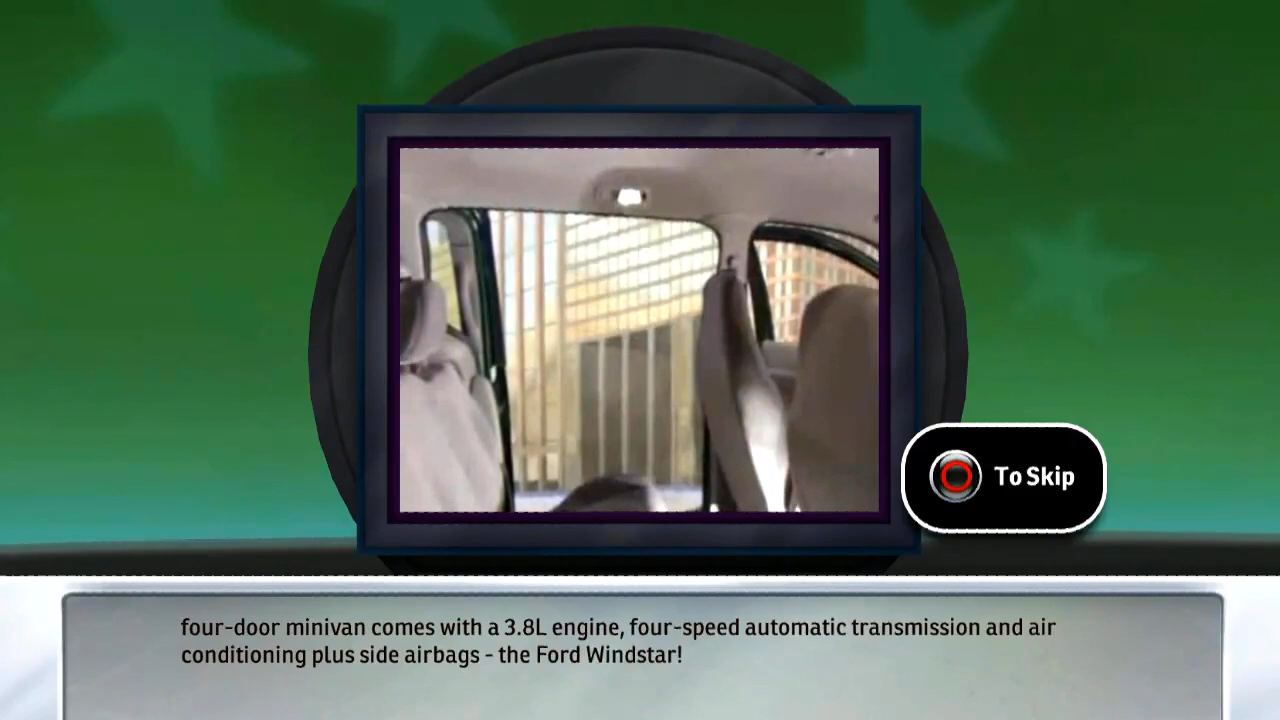 To Skip
four-door minivan comes with a 3.8L engine, four-speed automatic transmission and air
conditioning plus side airbags - the Ford Windstar!